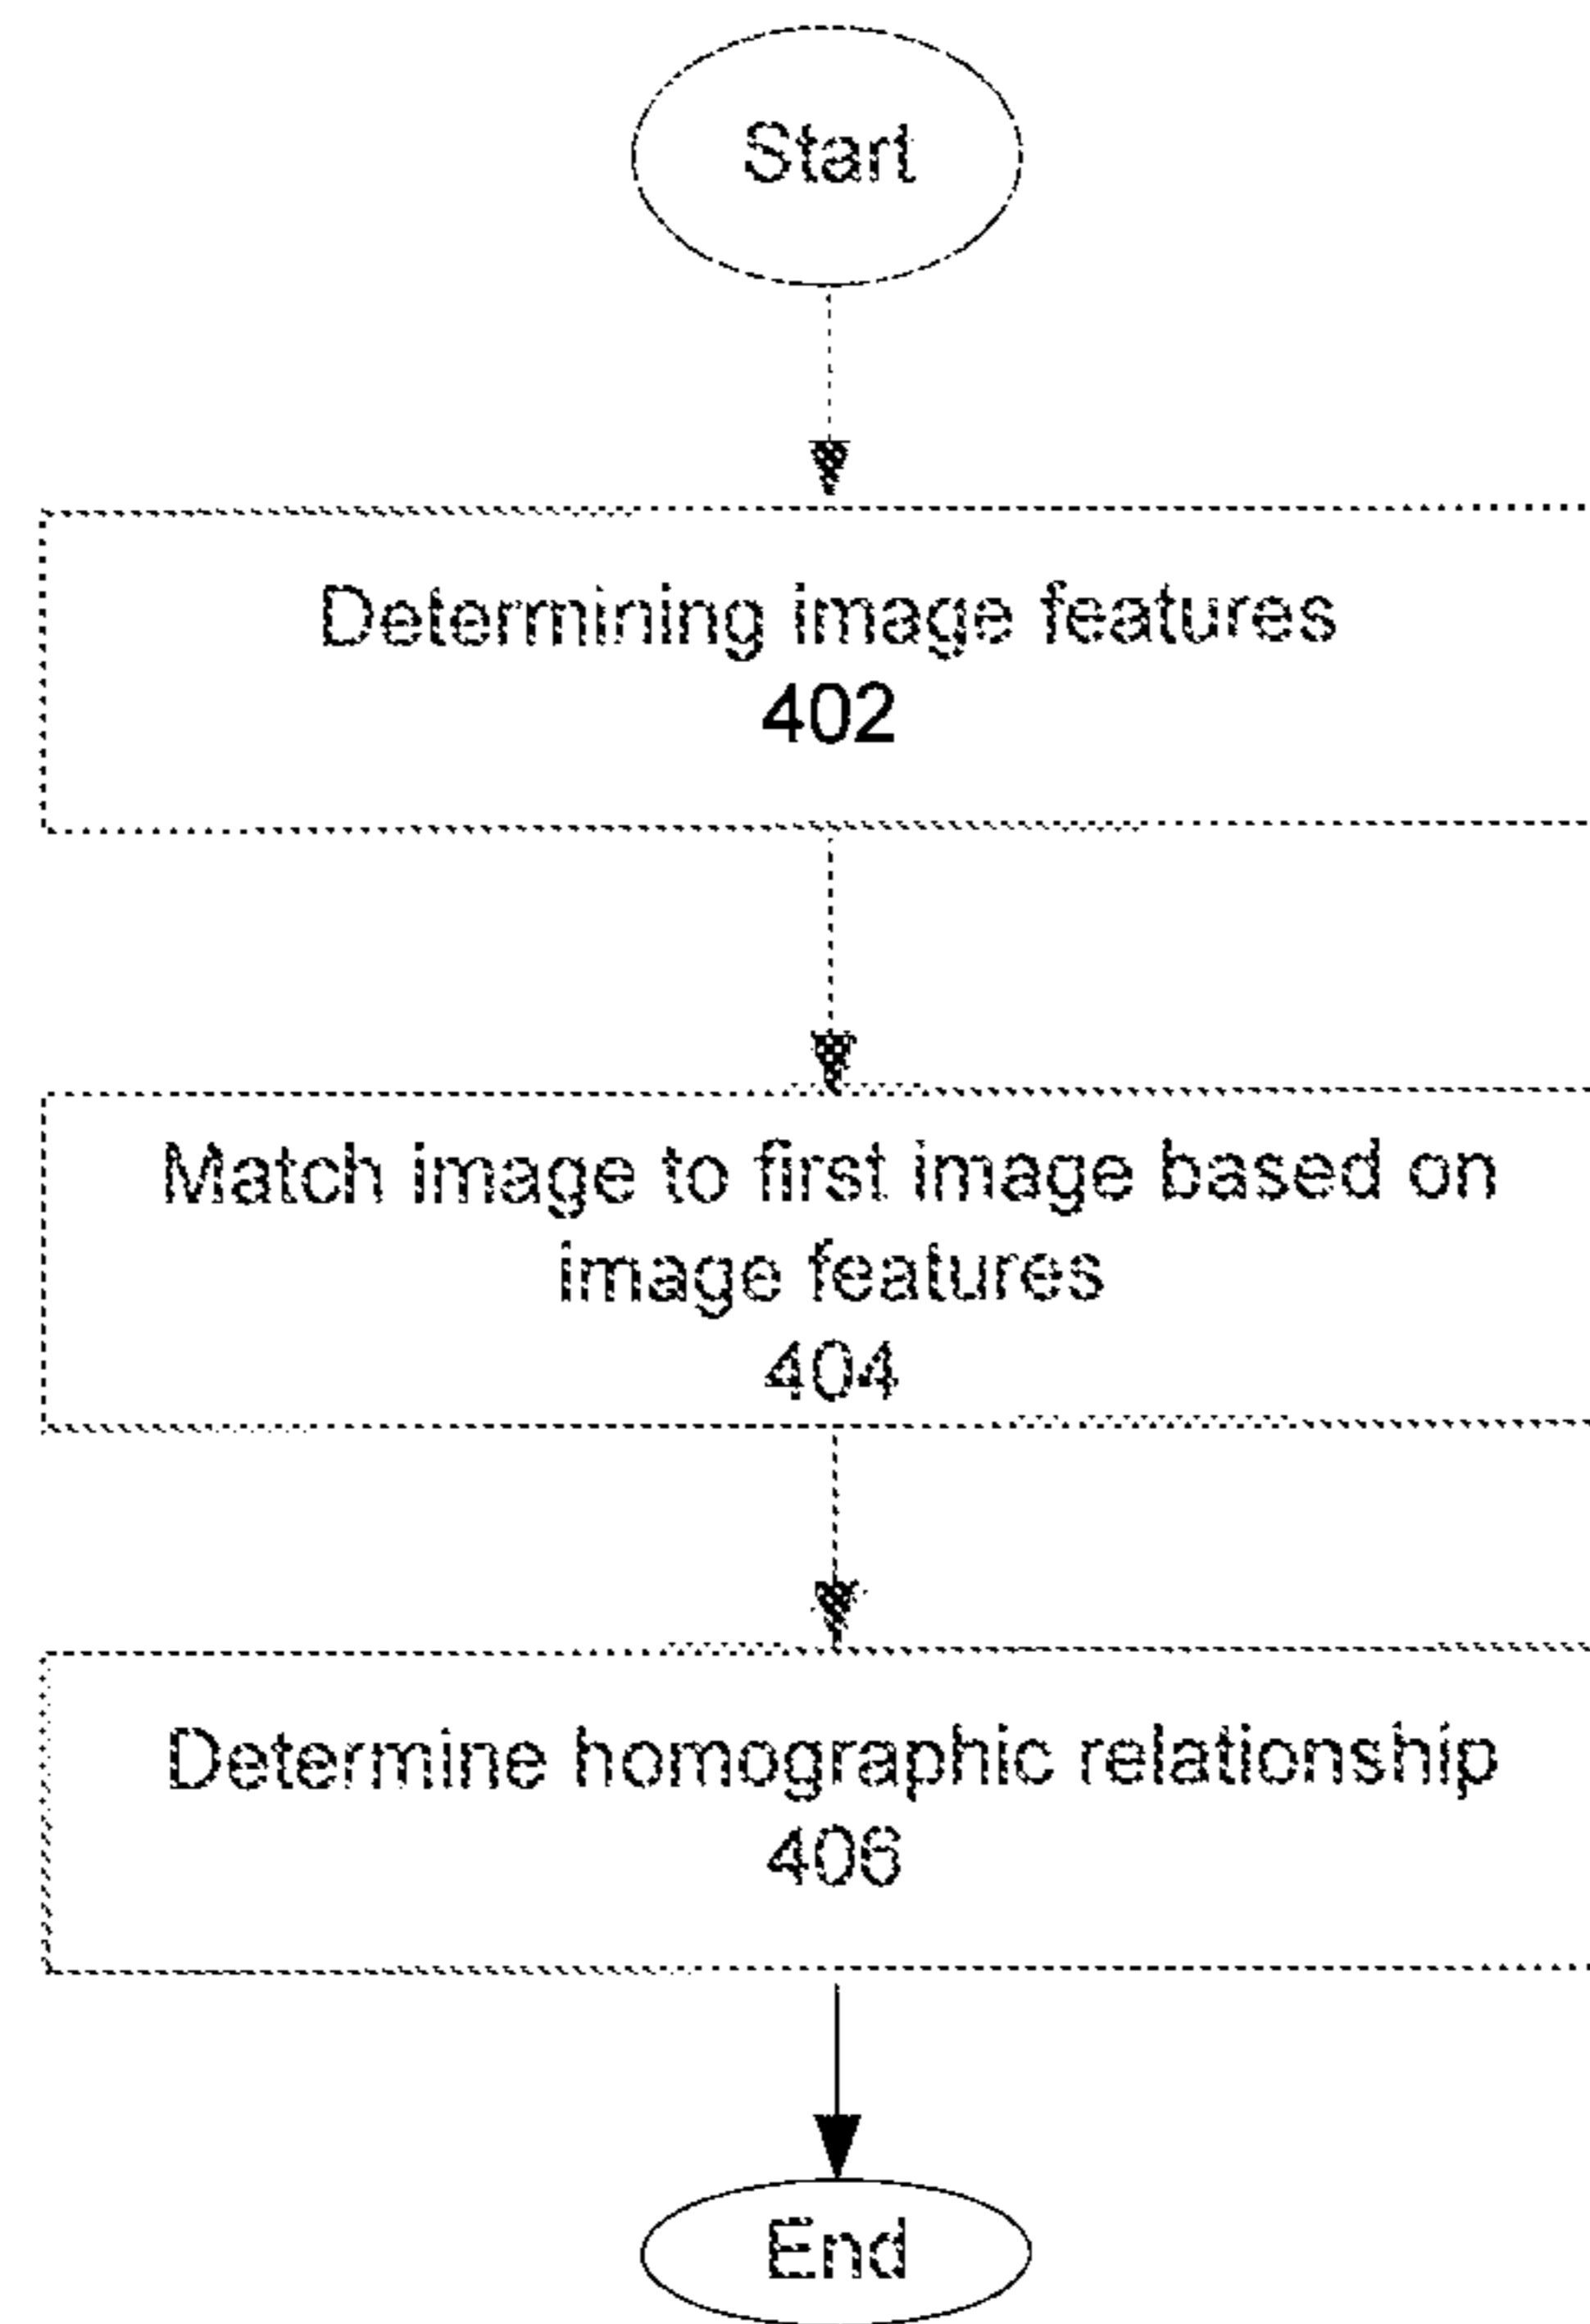 Start
Determining image features
402
Match image to first image based on
image features
404
Determine homographic relationship
406
End